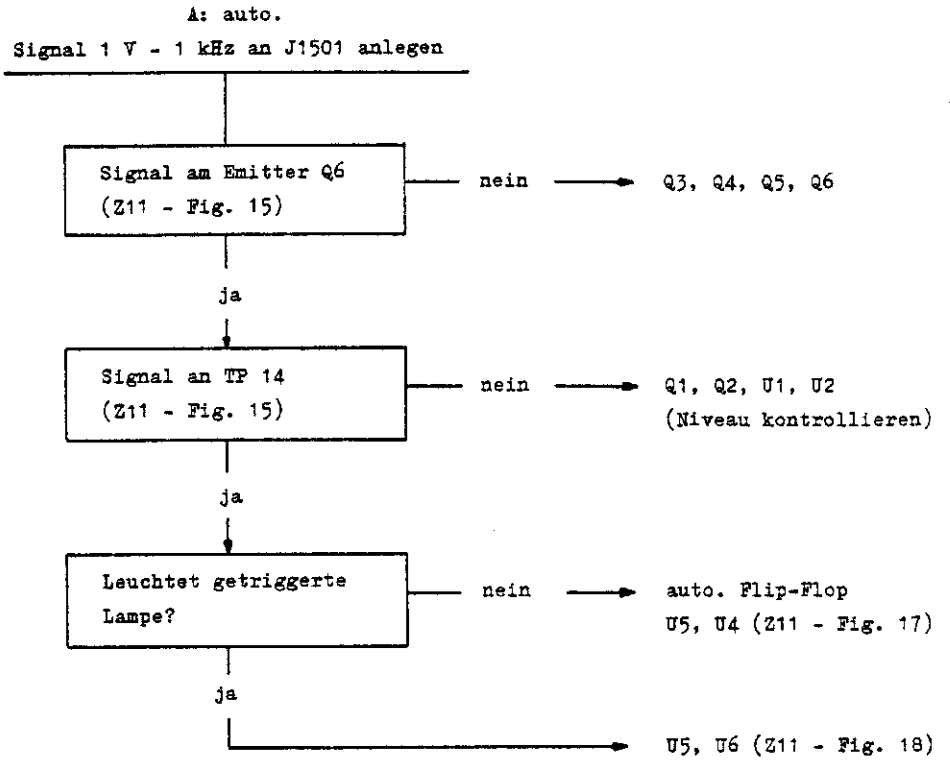 A: auto.
Signal 1 V - 1 kHz an J1501 anlegen
Signal am Emitter Q6
(Z11 - Fig. 15)
nein
Q3, Q4, Q5, Q6
ja
Signal an TP 14
(Z11 - Fig. 15)
nein
Q1, Q2, U1, U2
(Niveau kontrollieren)
ja
Leuchtet getriggerte
Lampe?
nein
auto. Flip-Flop
U5, U4 (Z11 - Fig. 17)
ja
U5, U6 (Z11 - Fig. 18)